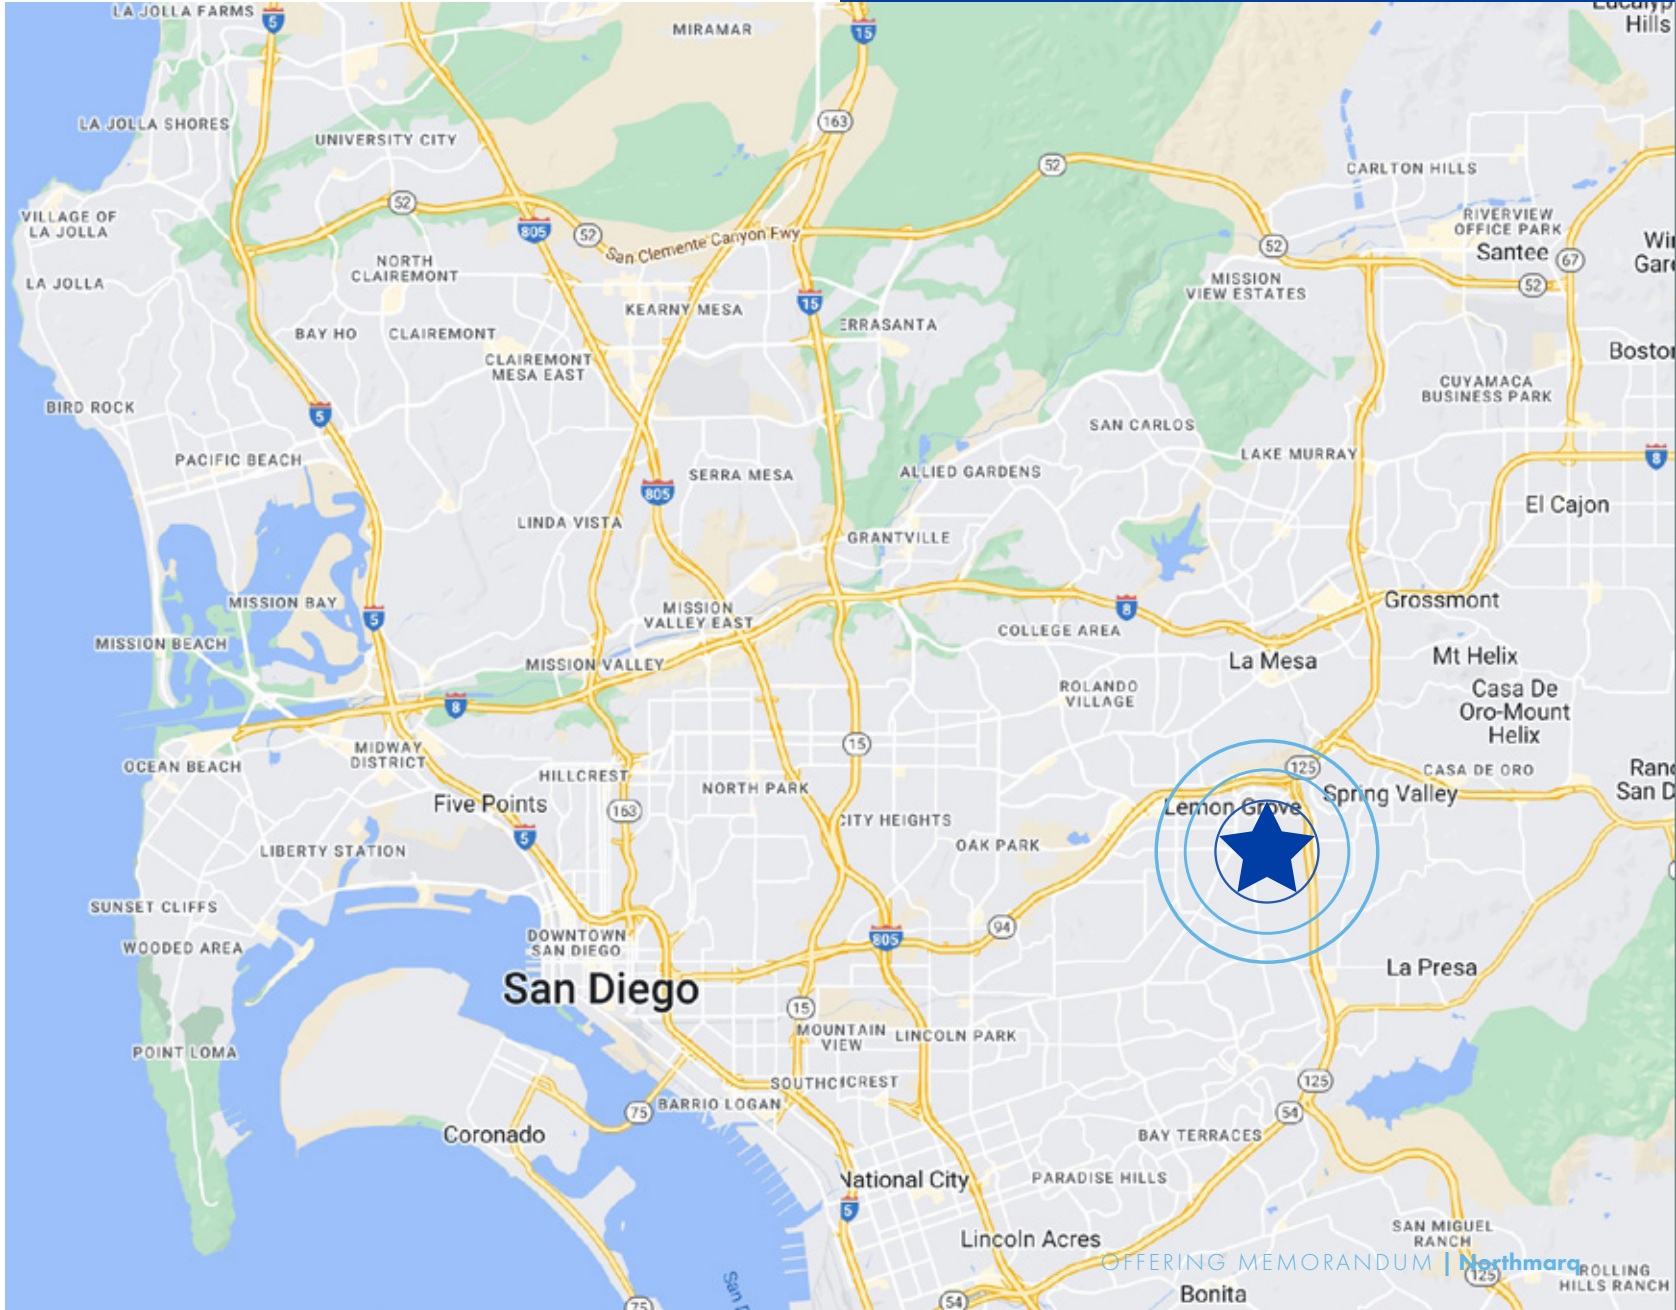 LA JOLLA FARMS
5
MIRAMAR
15
Hills
LA JOLLA SHORES
163
UNIVERSITY CITY
52
CARLTON HILLS
52
VILLAGE OF
LA JOLLA
805
52
San Clemente Canyon Fwy
52
RIVERVIEW
OFFICE PARK
Santee
67
NORTH
CLAIREMONT
LA JOLLA
MISSION
VIEW ESTATES
52
KEARNY MESA
15
ERRASANTA
BAY HO
CLAIREMONT
CLAIREMONT
MESA EAST
CUYAMACA
BUSINESS PARK
BIRD ROCK
5
SAN CARLOS
PACIFIC BEACH
LAKE MURRAY
8
SERRA MESA
ALLIED GARDENS
805
El Cajon
LINDA VISTA
GRANTVILLE
MISSION BAY
5
MISSION
VALLEY EAST
8
Grossmont
MISSION BEACH
COLLEGE AREA
MISSION VALLEY
La Mesa
Mt Helix
ROLANDO
VILLAGE
Casa De
Oro-Mount
Helix
8
15
MIDWAY
DISTRICT
OCEAN BEACH
HILLCREST
125
CASA DE ORO
NORTH PARK
Five Points
163
Lemon Grove
Spring Valley
San D
5
CITY HEIGHTS
OAK PARK
LIBERTY STATION
SUNSET CLIFFS
94
805
DOWNTOWN
SAN DIEGO
WOODED AREA
San Diego
La Presa
15
MOUNTAIN
VIEW
LINCOLN PARK
POINT LOMA
SOUTHC
CREST
125
75
BARRIO LOGAN
54
Coronado
BAY TERRACES
National City
PARADISE HILLS
5
Lincoln Acres
SAN MIGUEL
RANCH
OFFERING MEMORANDUM | Northmarq
125
ROLLING
HILLS RANCH
San
75
54
Bonita